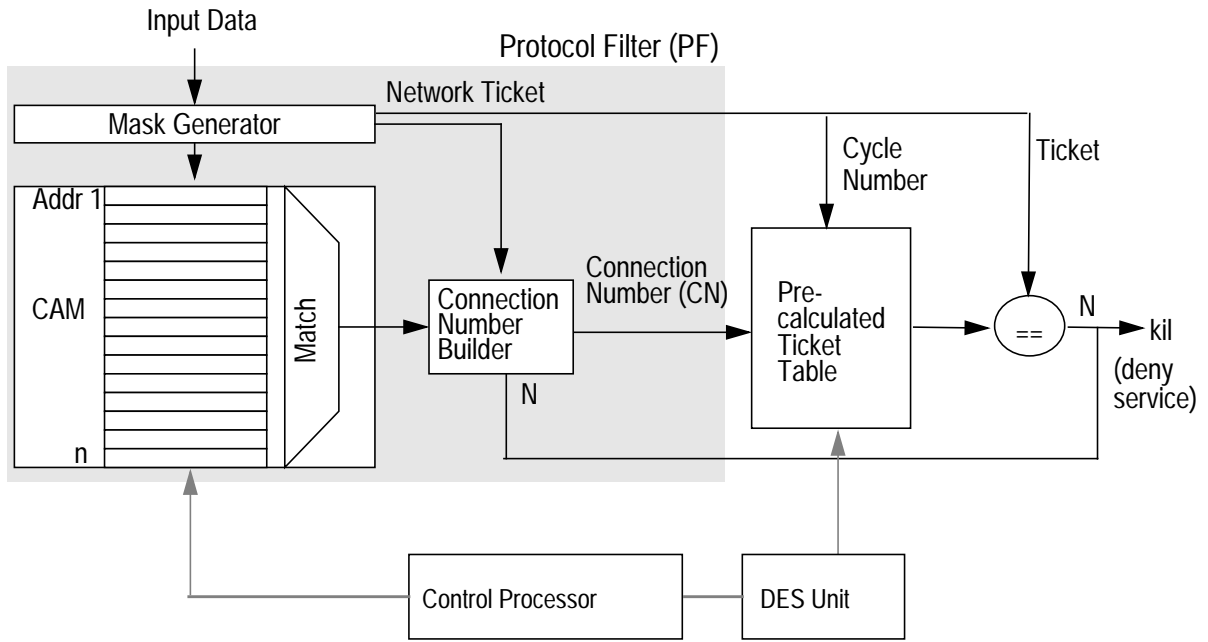 Input Data
Protocol Filter (PF)
Network Ticket
Mask Generator
Cycle
Number
Ticket
Addr 1
CAM
n
Match
Connection
Number
Builder
N
Connection
Number (CN)
Pre-
calculated
Ticket
Table
==
N
kil
(deny
service)
Control Processor
DES Unit